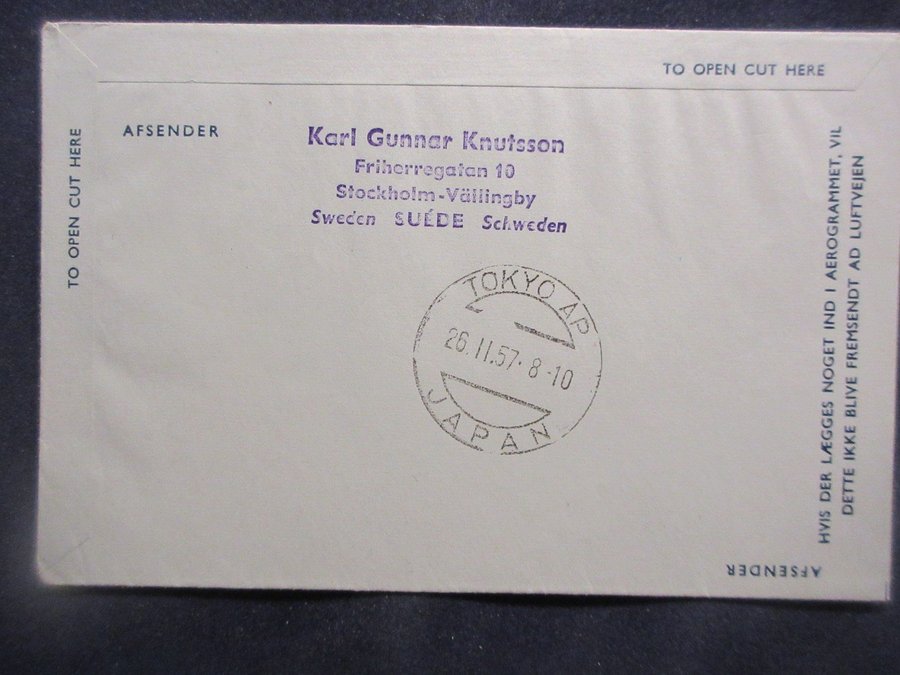 TO OPEN CUT HERE
TO OPEN CUT HERE
AFSENDER
Karl Gunnar Knutsson
Friherregatan 10
Stockholm-Vällingby
Sweden SUÉDE Schweden
TOKYO AP
26.II.57. 8-10
JAPAN
HVIS DER LÆGGES NOGET IND I AEROGRAMMET, VIL
DETTE IKKE BLIVE FREMSENDT AD LUFTVEJEN
AFSENDER